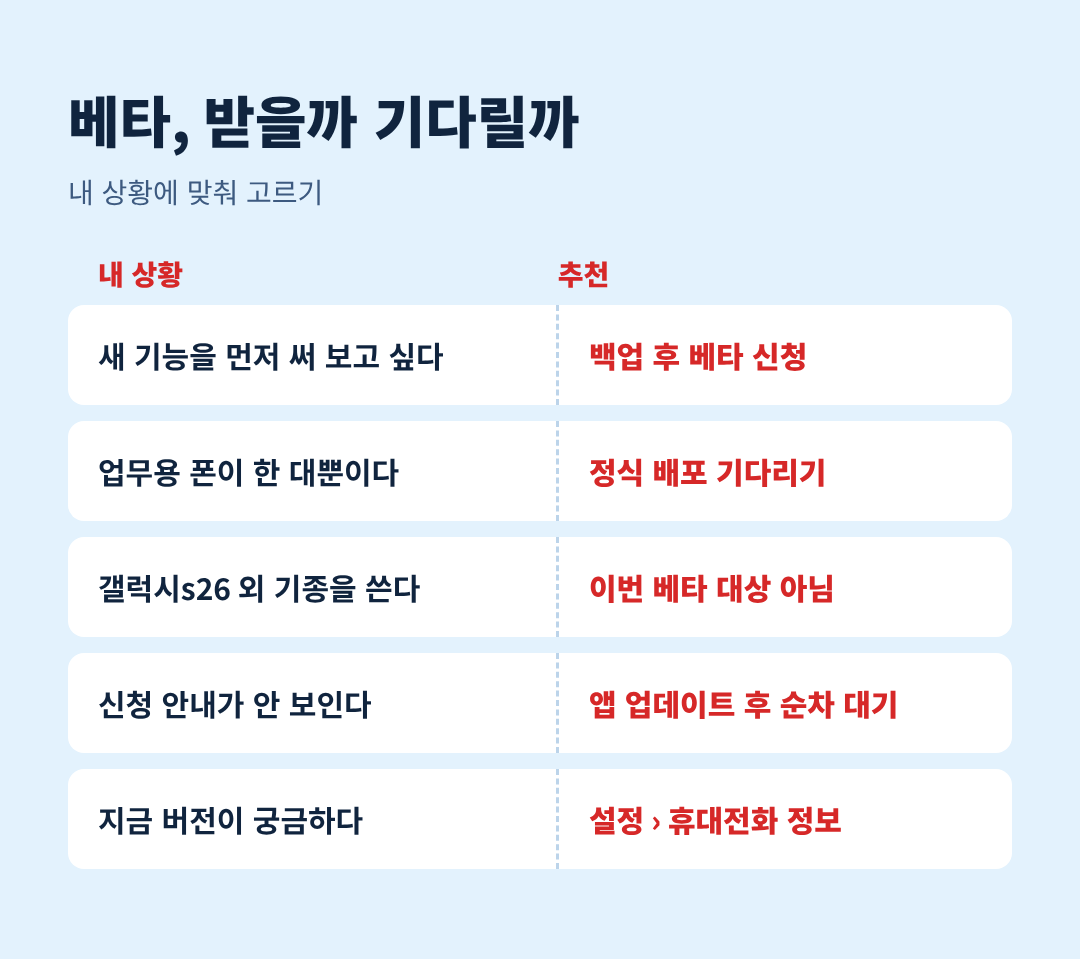 베타, 받을까 기다릴까
내 상황에 맞춰 고르기
내 상황 추천
새 기능을 먼저 써 보고 싶다 백업 후 베타 신청
업무용 폰이 한 대뿐이다 정식 배포 기다리기
갤럭시s26 외 기종을 쓴다 이번 베타 대상 아님
신청 안내가 안 보인다 앱 업데이트 후 순차 대기
지금 버전이 궁금하다 설정 › 휴대전화 정보